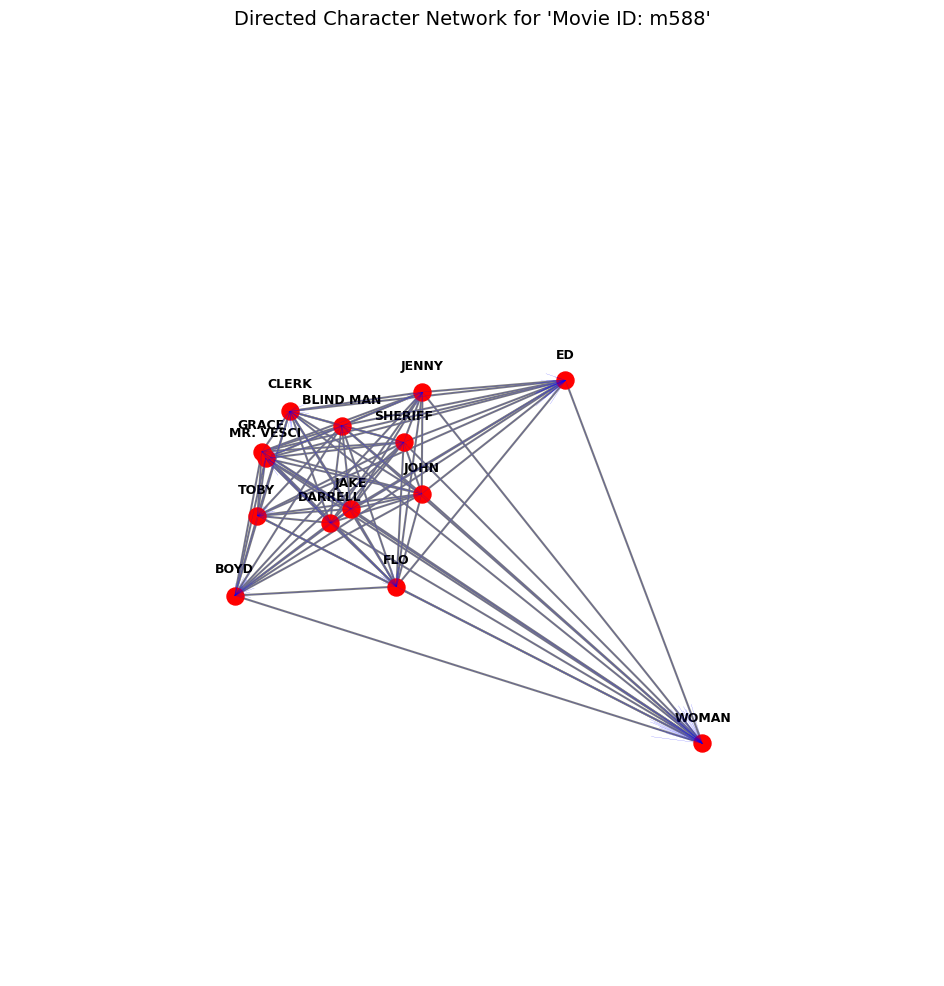 Directed Character Network for 'Movie ID: m588'
ED
JENNY
CLERK
BLIND MAN
SHERIFF
GRACE
MR. VESCI
JOHN
JAKE
TOBY
DARRELL
FLO
BOYD
WOMAN